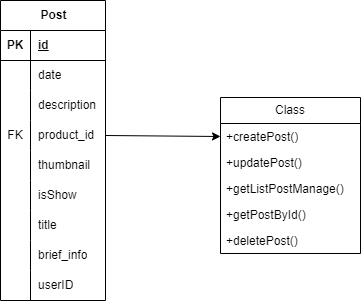 Post
PK id
date
description
FK product_id
thumbnail
isShow
title
brief_info
userID
Class
+createPost()
+updatePost()
+getListPostManage()
+getPostById()
+deletePost()